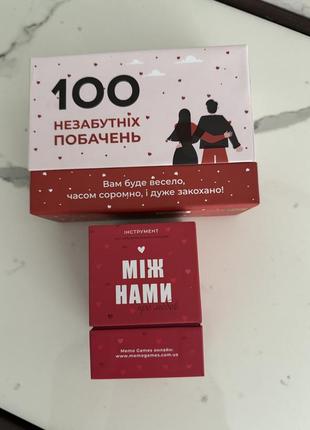 100
НЕЗАБУТНІХ
ПОБАЧЕНЬ
Вам буде весело,
часом соромно, і дуже закохано!
ІНСТРУМЕНТ
МІЖ
НАМИ
Memo Games онлайн:
www.memogames.com.ua